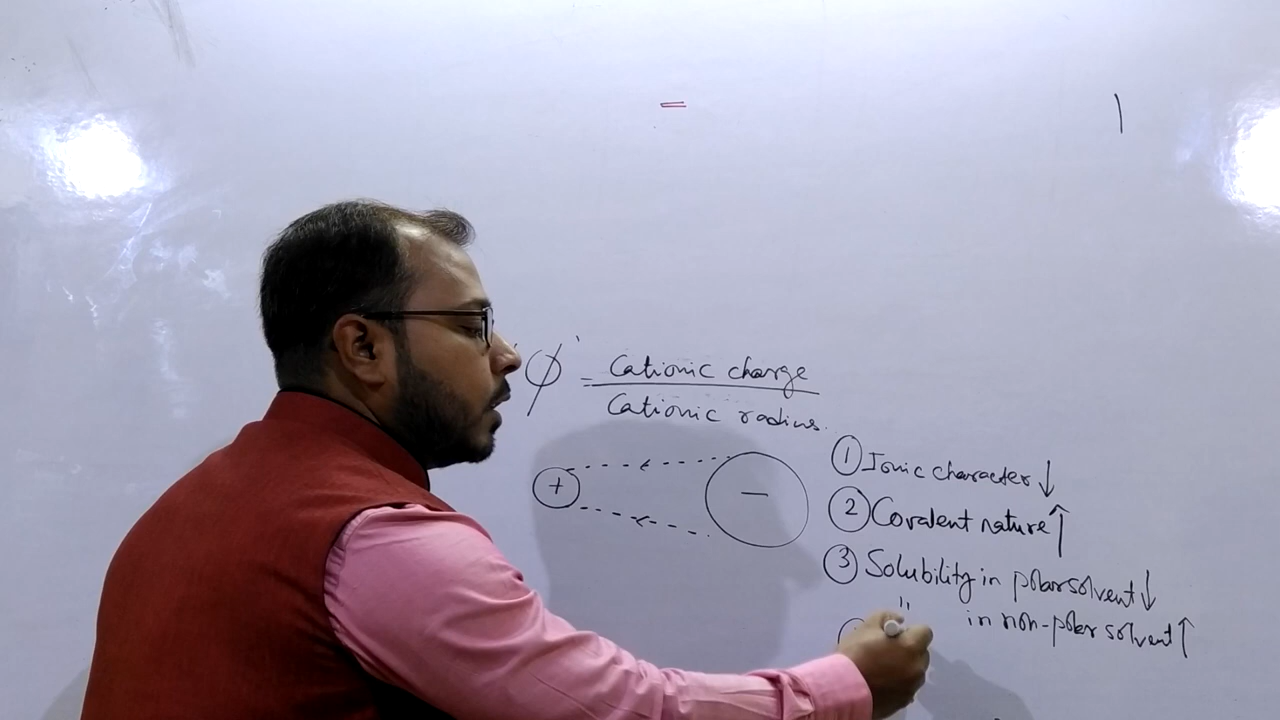 =
|
'ϕ' = Cationic charge
Cationic radius.
+ -
① Ionic character ↓
② Covalent nature ↑
③ Solubility in polar solvent ↓
" in non-polar solvent ↑